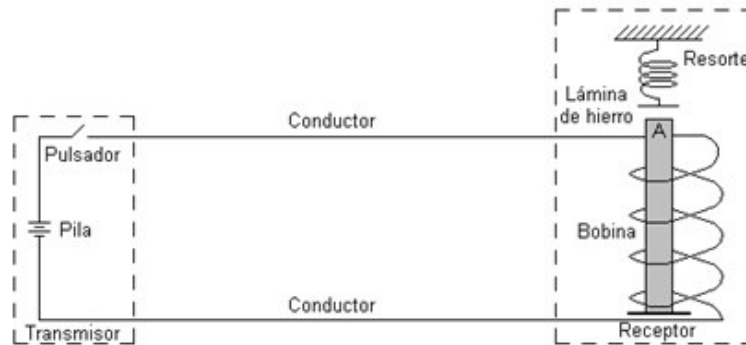 Resorte
Lámina
de hierro
A
Conductor
Pulsador
Pila
Bobina
Conductor
Transmisor
Receptor